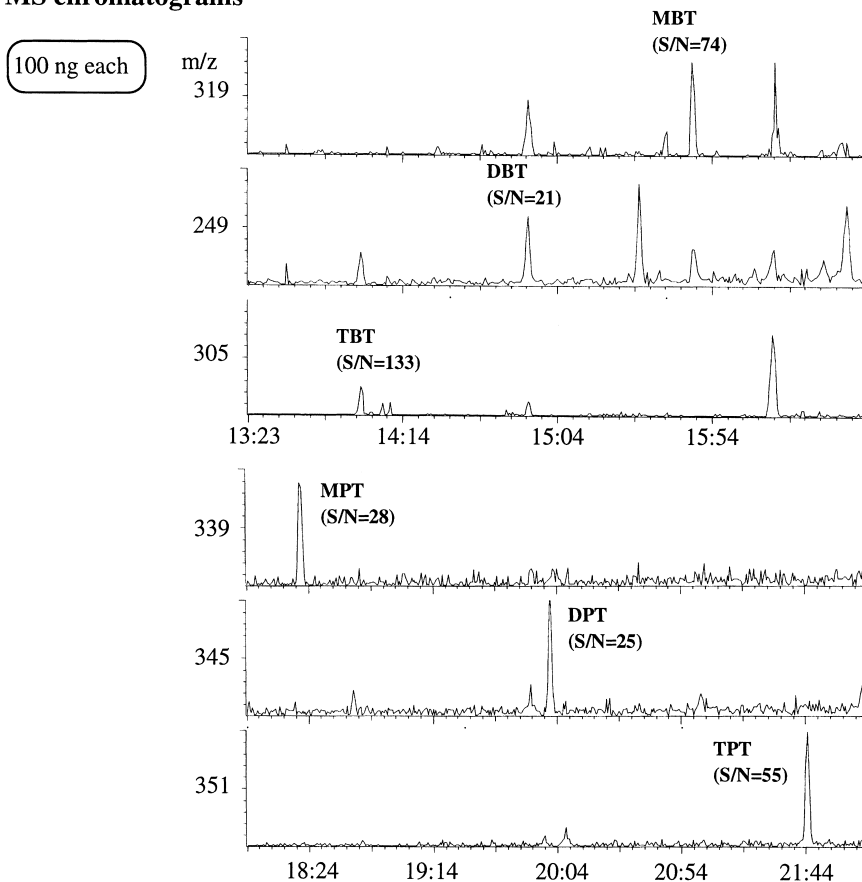 MS chromatograms
100 ng each
m/z
MBT
(S/N=74)
319
DBT
(S/N=21)
249
TBT
(S/N=133)
305
13:23 14:14 15:04 15:54
MPT
(S/N=28)
339
DPT
(S/N=25)
345
TPT
(S/N=55)
351
18:24 19:14 20:04 20:54 21:44